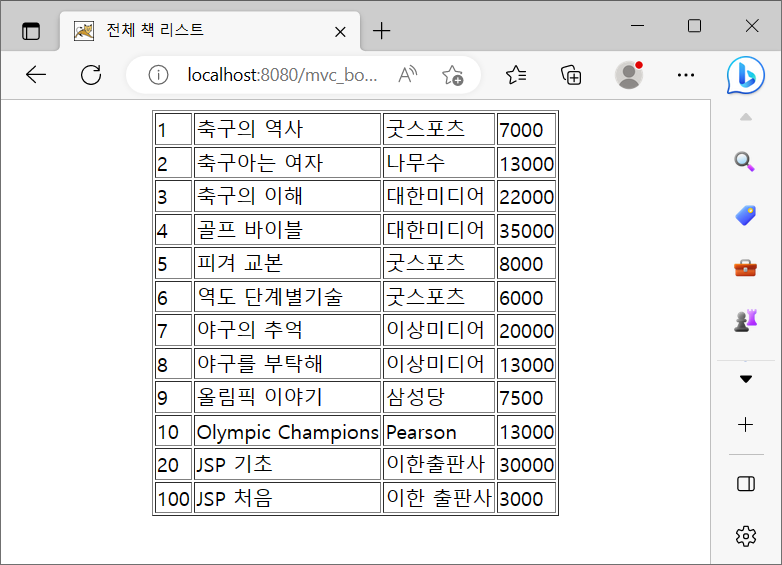 전체 책 리스트
localhost:8080/mvc_bo...
1 축구의 역사 굿스포츠 7000
2 축구아는 여자 나무수 13000
3 축구의 이해 대한미디어 22000
4 골프 바이블 대한미디어 35000
5 피겨 교본 굿스포츠 8000
6 역도 단계별기술 굿스포츠 6000
7 야구의 추억 이상미디어 20000
8 야구를 부탁해 이상미디어 13000
9 올림픽 이야기 삼성당 7500
10 Olympic Champions Pearson 13000
20 JSP 기초 이한출판사 30000
100 JSP 처음 이한 출판사 3000